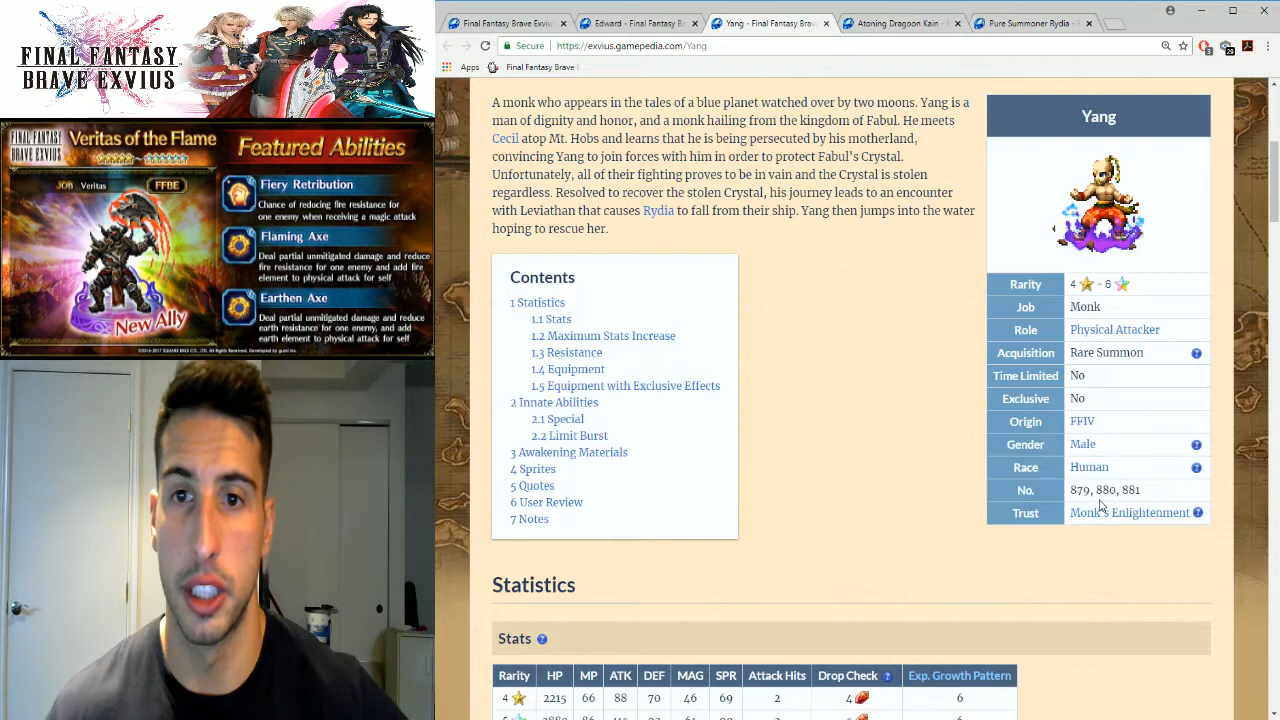 FINAL FANTASY
BRAVE EXVIUS
FINAL FANTASY
BRAVE EXVIUS
Veritas of the Flame
JOB Veritas
FFBE
New Ally
Featured Abilities
Fiery Retribution
Chance of reducing fire resistance for
one enemy when receiving a magic attack
Flaming Axe
Deal partial unmitigated damage and reduce
fire resistance for one enemy and add fire
element to physical attack for self
Earthen Axe
Deal partial unmitigated damage and reduce
earth resistance for one enemy, and add
earth element to physical attack for self
Final Fantasy Brave Exvius
Edward - Final Fantasy B
Yang - Final Fantasy Brav
Atoning Dragoon Kain -
Pure Summoner Rydia -
Secure
https://exvius.gamepedia.com/Yang
Apps
Final Fantasy Brave E
A monk who appears in the tales of a blue planet watched over by two moons. Yang is a
man of dignity and honor, and a monk hailing from the kingdom of Fabul. He meets
Cecil atop Mt. Hobs and learns that he is being persecuted by his motherland,
convincing Yang to join forces with him in order to protect Fabul's Crystal.
Unfortunately, all of their fighting proves to be in vain and the Crystal is stolen
regardless. Resolved to recover the stolen Crystal, his journey leads to an encounter
with Leviathan that causes Rydia to fall from their ship. Yang then jumps into the water
hoping to rescue her.
Contents
1 Statistics
1.1 Stats
1.2 Maximum Stats Increase
1.3 Resistance
1.4 Equipment
1.5 Equipment with Exclusive Effects
2 Innate Abilities
2.1 Special
2.2 Limit Burst
3 Awakening Materials
4 Sprites
5 Quotes
6 User Review
7 Notes
Yang
Rarity 4 - 6
Job Monk
Role Physical Attacker
Acquisition Rare Summon
Time Limited No
Exclusive No
Origin FFIV
Gender Male
Race Human
No. 879, 880, 881
Trust Monk's Enlightenment
Statistics
Stats
Rarity HP MP ATK DEF MAG SPR Attack Hits Drop Check Exp. Growth Pattern
4 2215 66 88 70 46 69 2 4 6